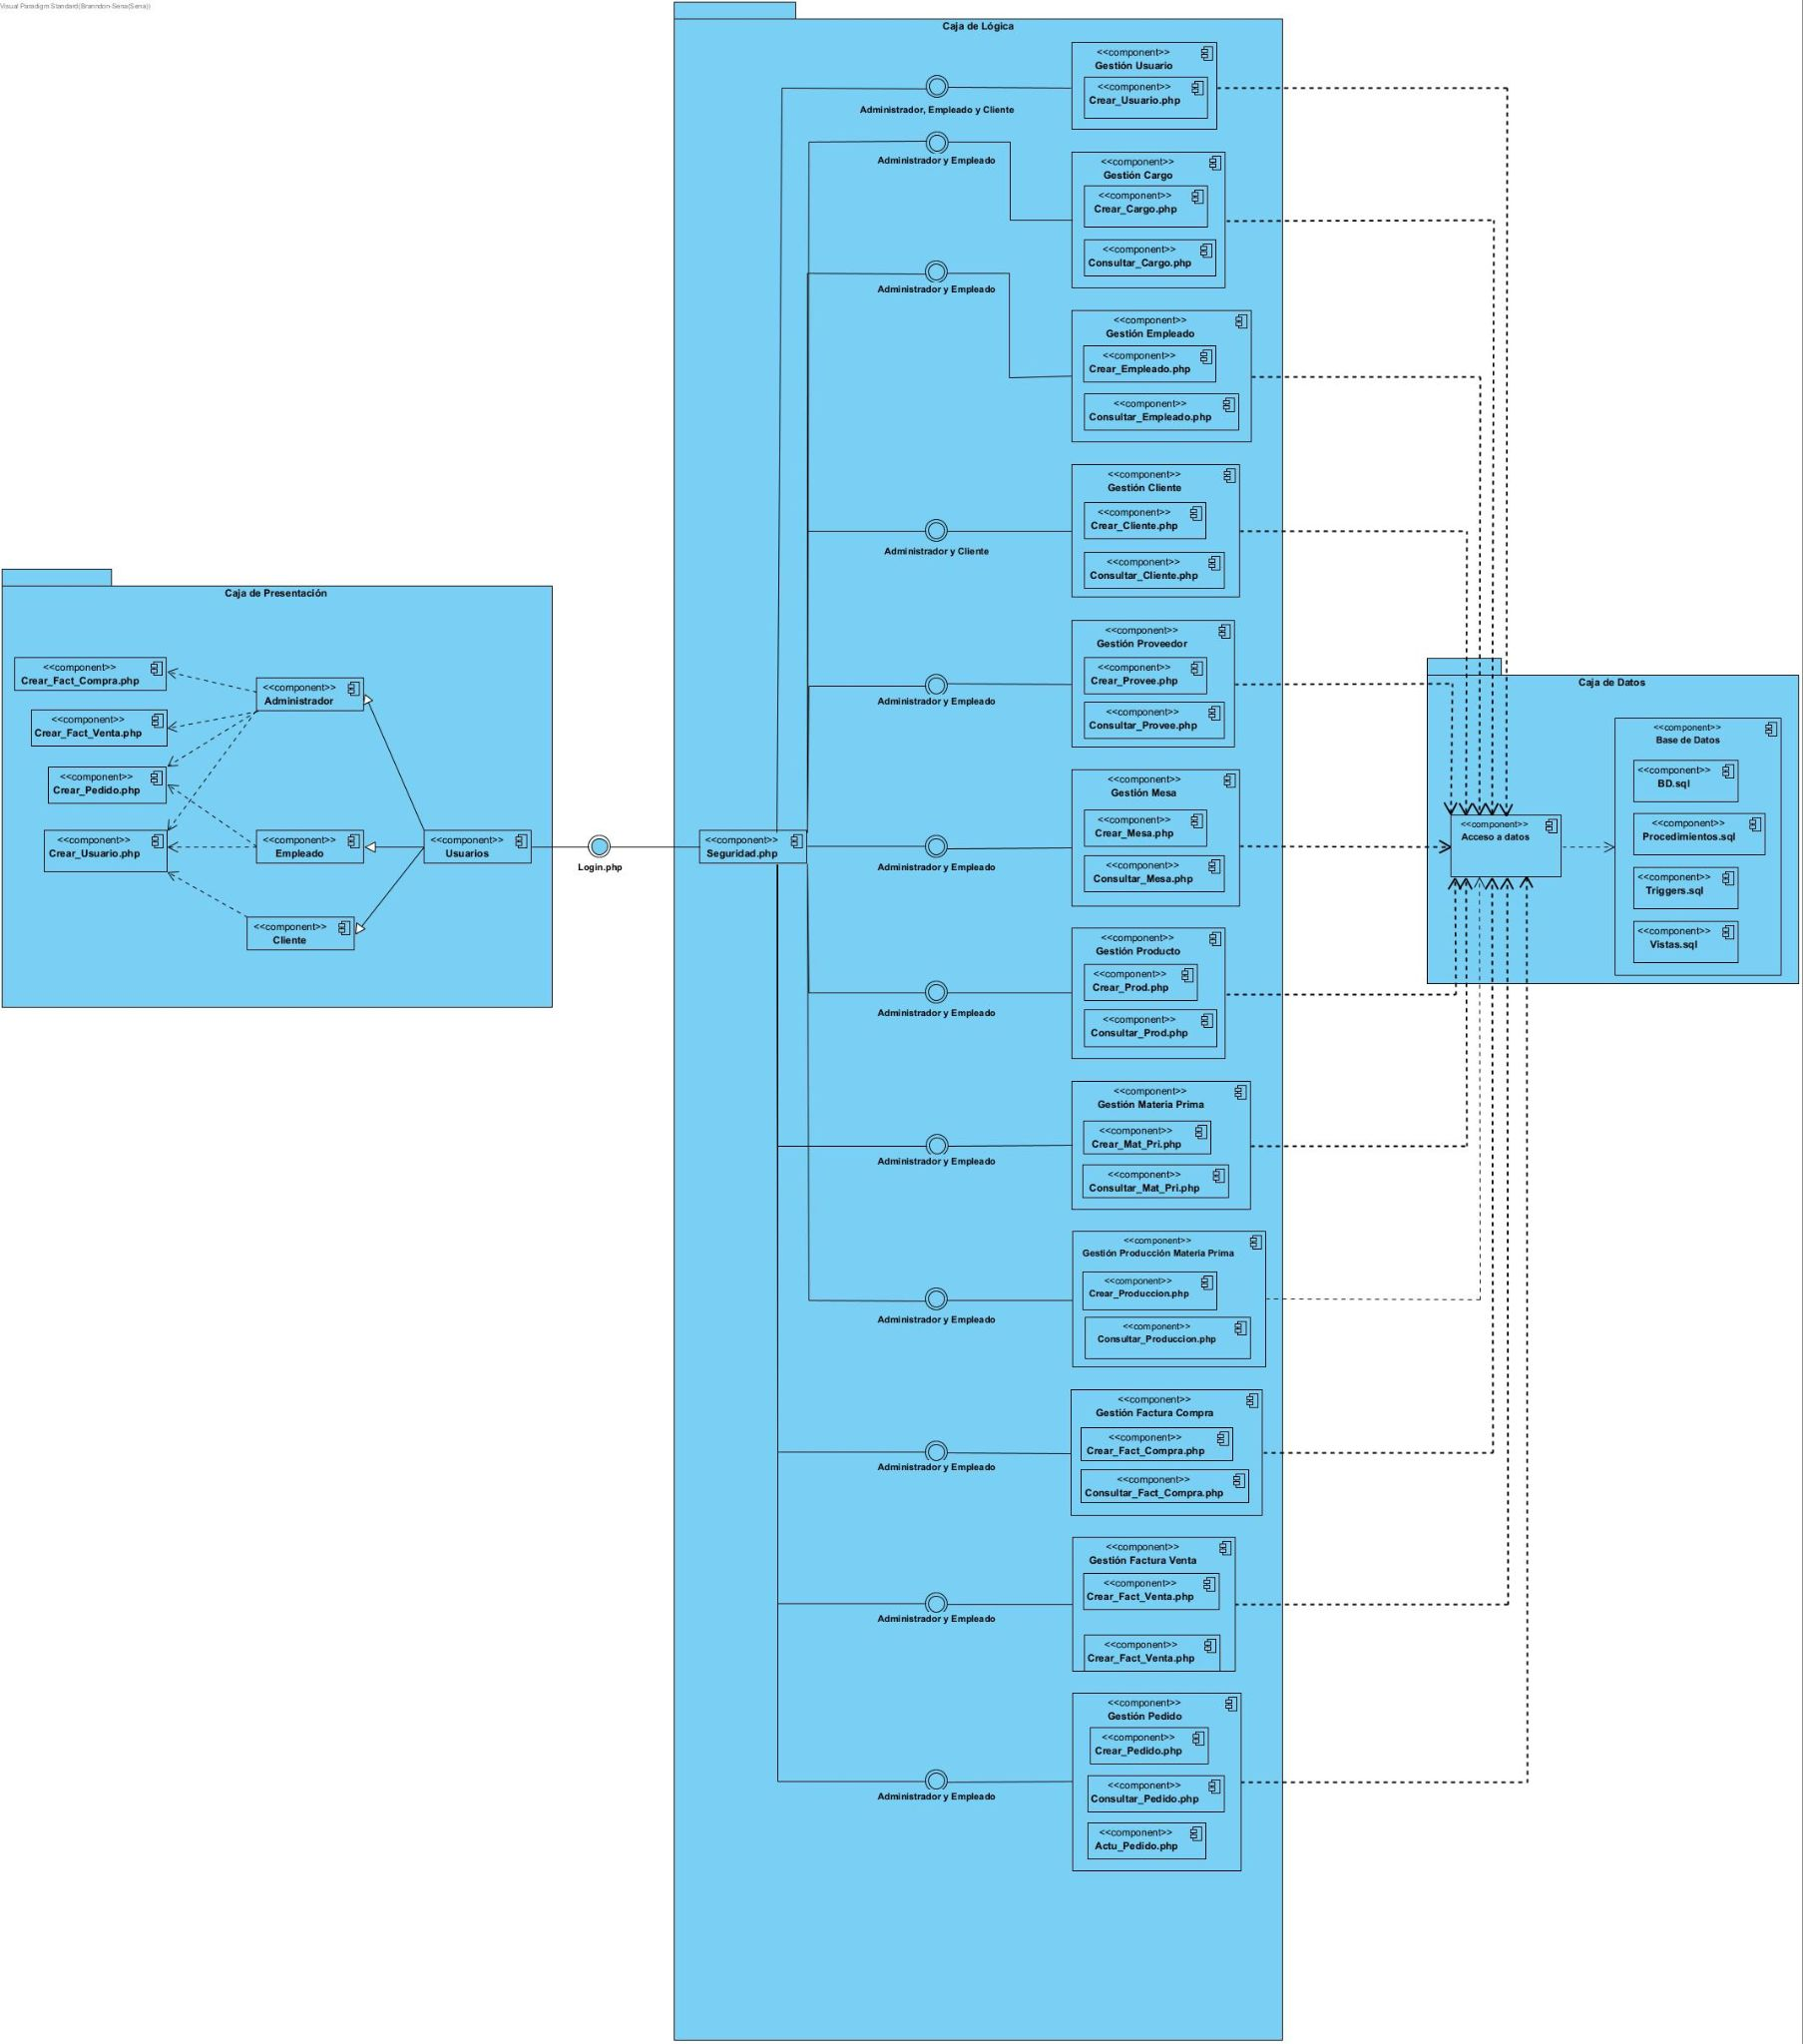 Visual Paradigm Standard(Branndon-Sena(Sena))
Caja de Presentación
<<component>>
Crear_Fact_Compra.php
<<component>>
Crear_Fact_Venta.php
<<component>>
Crear_Pedido.php
<<component>>
Crear_Usuario.php
<<component>>
Administrador
<<component>>
Empleado
<<component>>
Cliente
<<component>>
Usuarios
Login.php
Caja de Lógica
<<component>>
Seguridad.php
Administrador, Empleado y Cliente
<<component>>
Gestión Usuario
<<component>>
Crear_Usuario.php
Administrador y Empleado
<<component>>
Gestión Cargo
<<component>>
Crear_Cargo.php
<<component>>
Consultar_Cargo.php
Administrador y Empleado
<<component>>
Gestión Empleado
<<component>>
Crear_Empleado.php
<<component>>
Consultar_Empleado.php
Administrador y Cliente
<<component>>
Gestión Cliente
<<component>>
Crear_Cliente.php
<<component>>
Consultar_Cliente.php
Administrador y Empleado
<<component>>
Gestión Proveedor
<<component>>
Crear_Provee.php
<<component>>
Consultar_Provee.php
Administrador y Empleado
<<component>>
Gestión Mesa
<<component>>
Crear_Mesa.php
<<component>>
Consultar_Mesa.php
Administrador y Empleado
<<component>>
Gestión Producto
<<component>>
Crear_Prod.php
<<component>>
Consultar_Prod.php
Administrador y Empleado
<<component>>
Gestión Materia Prima
<<component>>
Crear_Mat_Pri.php
<<component>>
Consultar_Mat_Pri.php
Administrador y Empleado
<<component>>
Gestión Producción Materia Prima
<<component>>
Crear_Produccion.php
<<component>>
Consultar_Produccion.php
Administrador y Empleado
<<component>>
Gestión Factura Compra
<<component>>
Crear_Fact_Compra.php
<<component>>
Consultar_Fact_Compra.php
Administrador y Empleado
<<component>>
Gestión Factura Venta
<<component>>
Crear_Fact_Venta.php
<<component>>
Crear_Fact_Venta.php
Administrador y Empleado
<<component>>
Gestión Pedido
<<component>>
Crear_Pedido.php
<<component>>
Consultar_Pedido.php
<<component>>
Actu_Pedido.php
Caja de Datos
<<component>>
Acceso a datos
<<component>>
Base de Datos
<<component>>
BD.sql
<<component>>
Procedimientos.sql
<<component>>
Triggers.sql
<<component>>
Vistas.sql